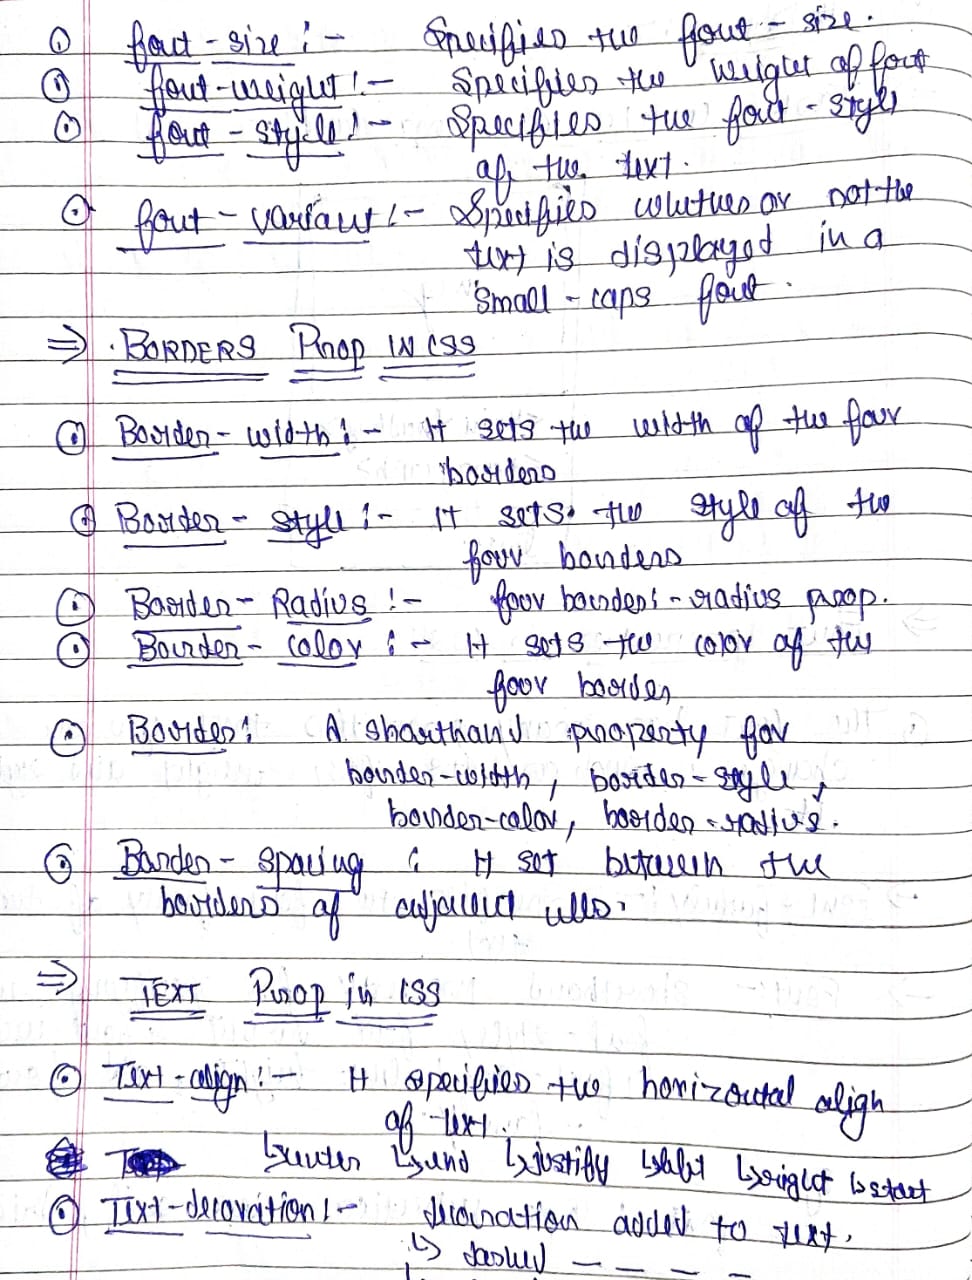 font-size :- Specifies the font-size.
font-weight :- Specifies the weight of font
font-style :- Specifies the font-style
of the text.
font-variant :- Specifies whether or not the
text is displayed in a
small-caps font.
⇒ BORDERS Prop IN CSS
Border-width :- It sets the width of the four
borders
Border-style :- It sets the style of the
four borders
Border-Radius :- four borders-radius prop.
Border-color :- It sets the color of the
four border
Border: A shorthand property for
border-width, border-style,
border-color, border-radius.
Border-spacing : It set between the
borders of adjacent cells.
⇒ TEXT Prop in CSS
Text-align :- It specifies the horizontal align
of text.
↳center ↳end ↳justify ↳left ↳right ↳start
Text-decoration :- decoration added to text.
↳ dashed - - - -